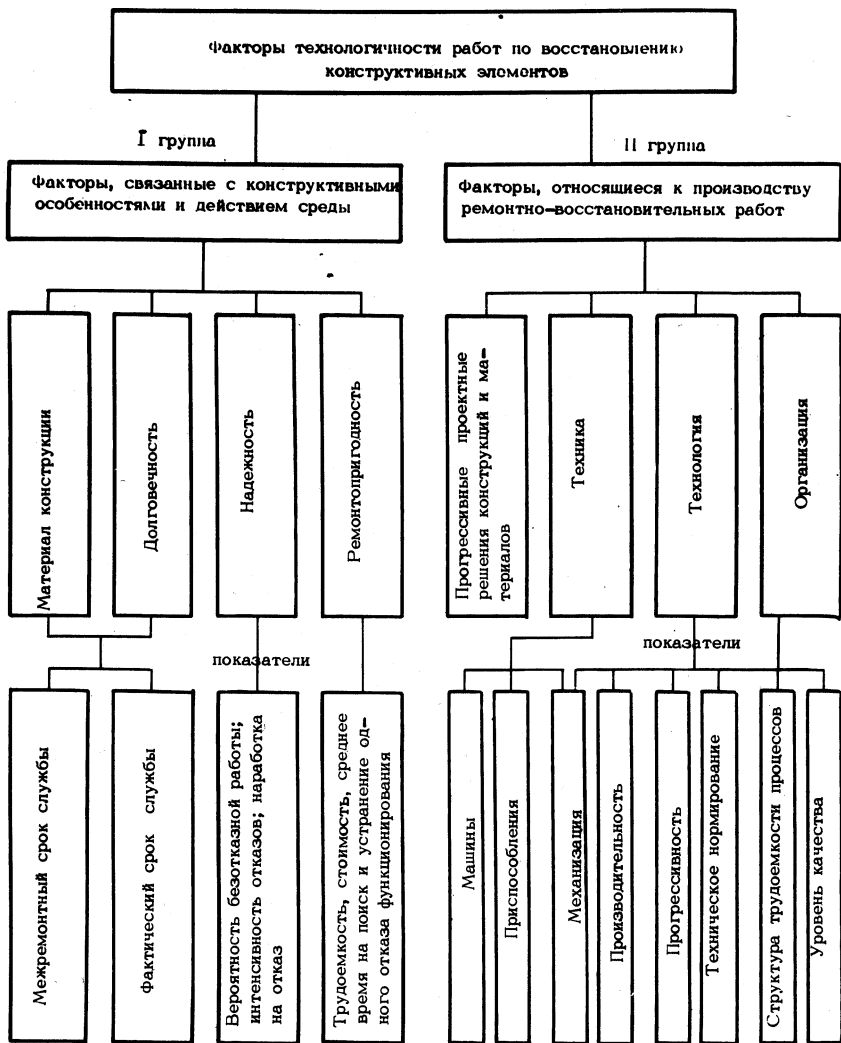 Факторы технологичности работ по восстановлению
конструктивных элементов
I группа
II группа
Факторы, связанные с конструктивными
особенностями и действием среды
Факторы, относящиеся к производству
ремонтно-восстановительных работ
Материал конструкции
Долговечность
Надежность
Ремонтопригодность
Прогрессивные проектные
решения конструкций и ма-
териалов
Техника
Технология
Организация
показатели
показатели
Межремонтный срок службы
Фактический срок службы
Вероятность безотказной работы;
интенсивность отказов; наработка
на отказ
Трудоемкость, стоимость, среднее
время на поиск и устранение од-
ного отказа функционирования
Машины
Приспособления
Механизация
Производительность
Прогрессивность
Техническое нормирование
Структура трудоемкости процессов
Уровень качества